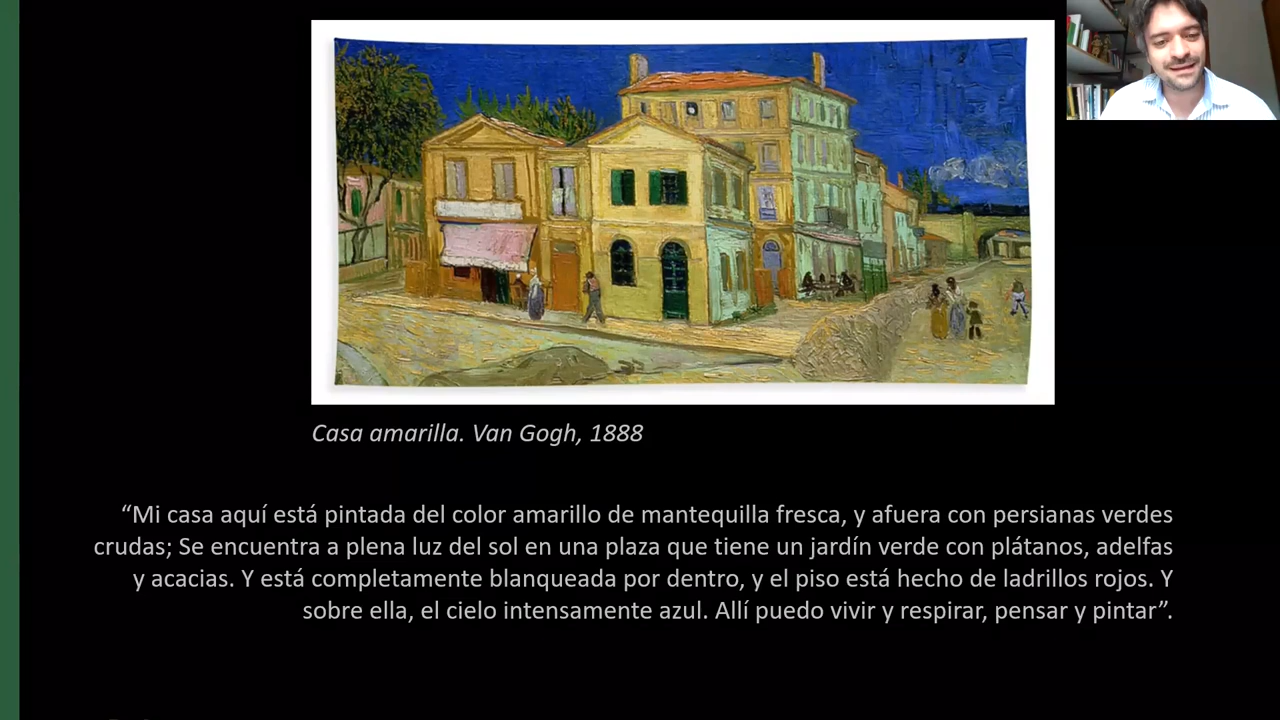 Casa amarilla. Van Gogh, 1888
“Mi casa aquí está pintada del color amarillo de mantequilla fresca, y afuera con persianas verdes
crudas; Se encuentra a plena luz del sol en una plaza que tiene un jardín verde con plátanos, adelfas
y acacias. Y está completamente blanqueada por dentro, y el piso está hecho de ladrillos rojos. Y
sobre ella, el cielo intensamente azul. Allí puedo vivir y respirar, pensar y pintar”.